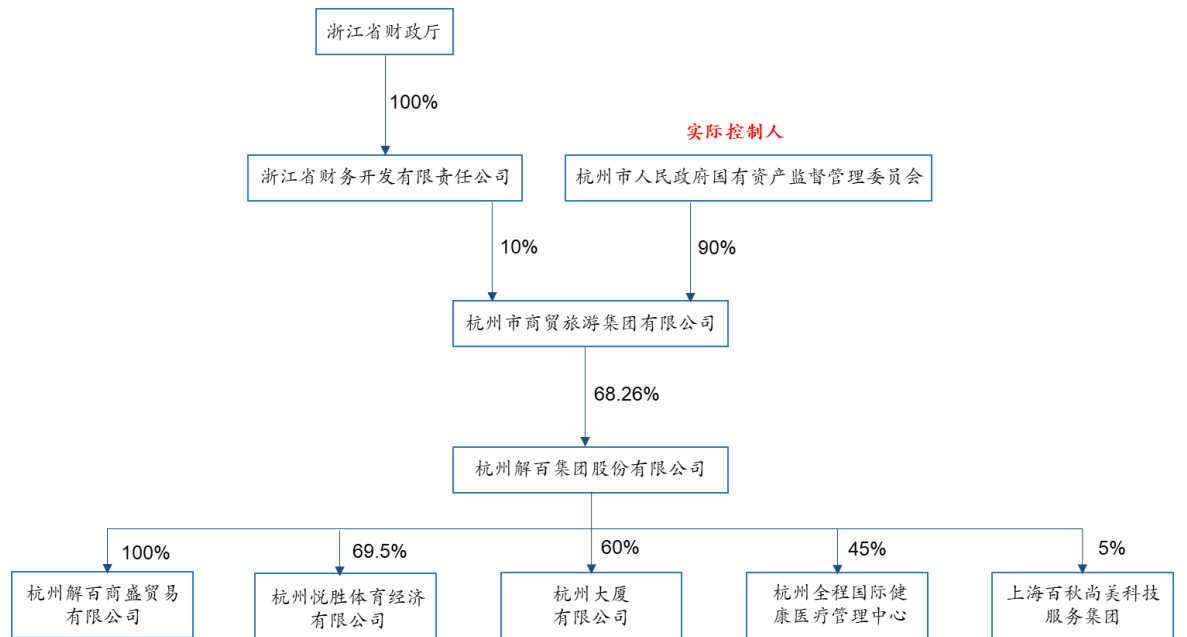 浙江省财政厅
100%
实际控制人
浙江省财务开发有限责任公司
杭州市人民政府国有资产监督管理委员会
10%
90%
杭州市商贸旅游集团有限公司
68.26%
杭州解百集团股份有限公司
100%
69.5%
60%
45%
5%
杭州解百商盛贸易
有限公司
杭州悦胜体育经济
有限公司
杭州大厦
有限公司
杭州全程国际健
康医疗管理中心
上海百秋尚美科技
服务集团